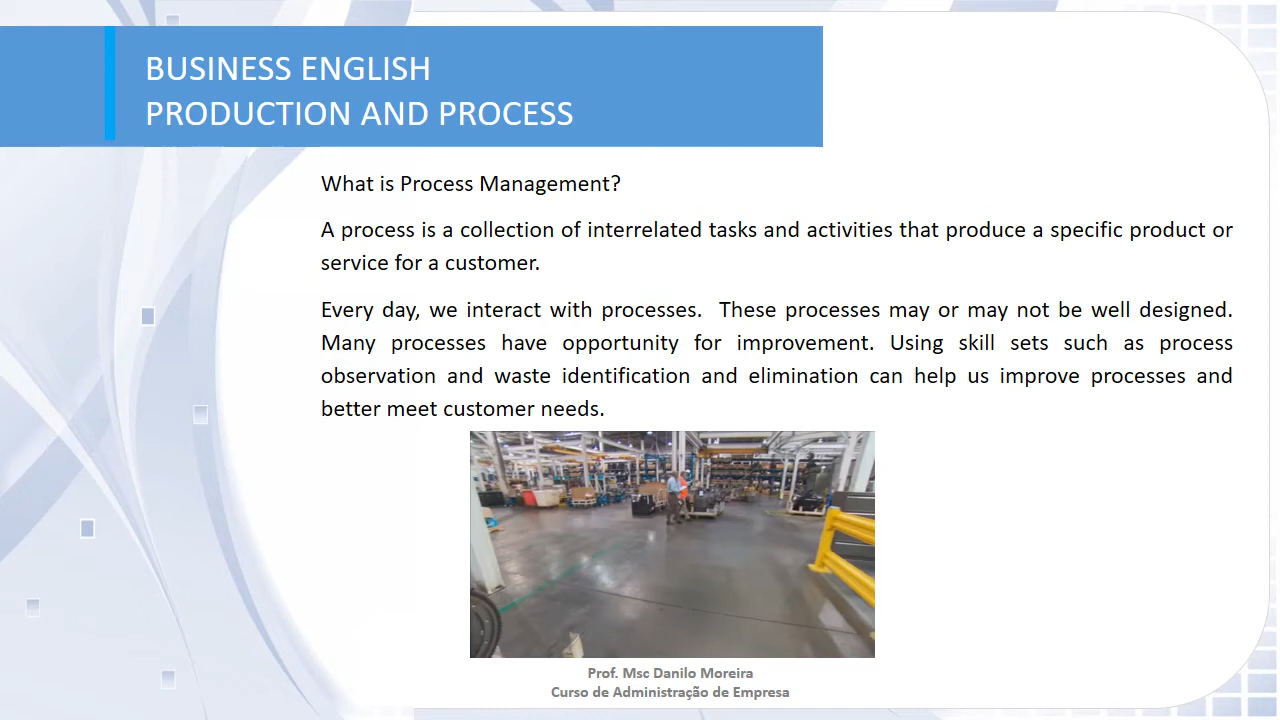 BUSINESS ENGLISH
PRODUCTION AND PROCESS
What is Process Management?
A process is a collection of interrelated tasks and activities that produce a specific product or
service for a customer.
Every day, we interact with processes.  These processes may or may not be well designed.
Many processes have opportunity for improvement. Using skill sets such as process
observation and waste identification and elimination can help us improve processes and
better meet customer needs.
Prof. Msc Danilo Moreira
Curso de Administração de Empresa